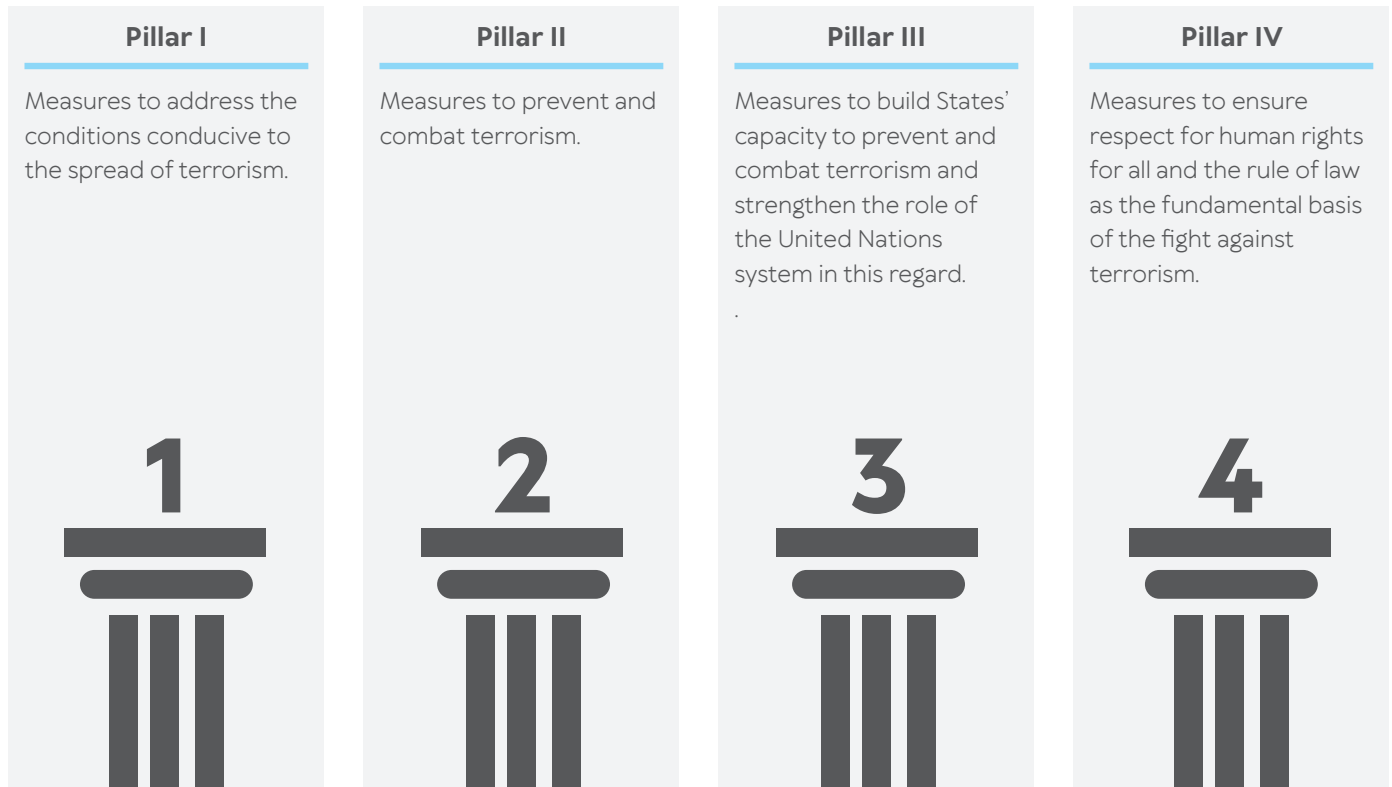 Pillar I
Measures to address the
conditions conducive to
the spread of terrorism.
1
Pillar II
Measures to prevent and
combat terrorism.
2
Pillar III
Measures to build States’
capacity to prevent and
combat terrorism and
strengthen the role of
the United Nations
system in this regard.
.
3
Pillar IV
Measures to ensure
respect for human rights
for all and the rule of law
as the fundamental basis
of the fight against
terrorism.
4